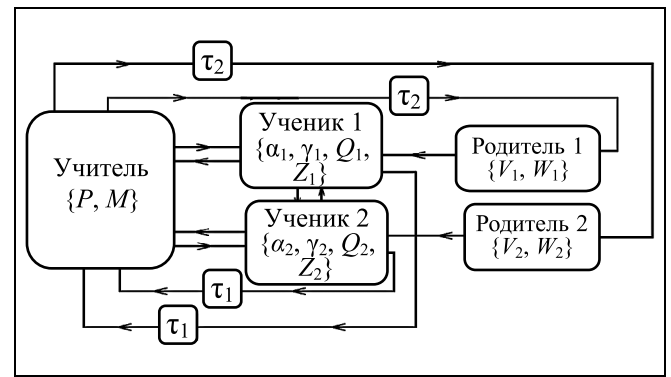 τ₂
τ₂
Учитель
{P, M}
Ученик 1
{α₁, γ₁, Q₁,
Z₁}
Родитель 1
{V₁, W₁}
Ученик 2
{α₂, γ₂, Q₂,
Z₂}
Родитель 2
{V₂, W₂}
τ₁
τ₁